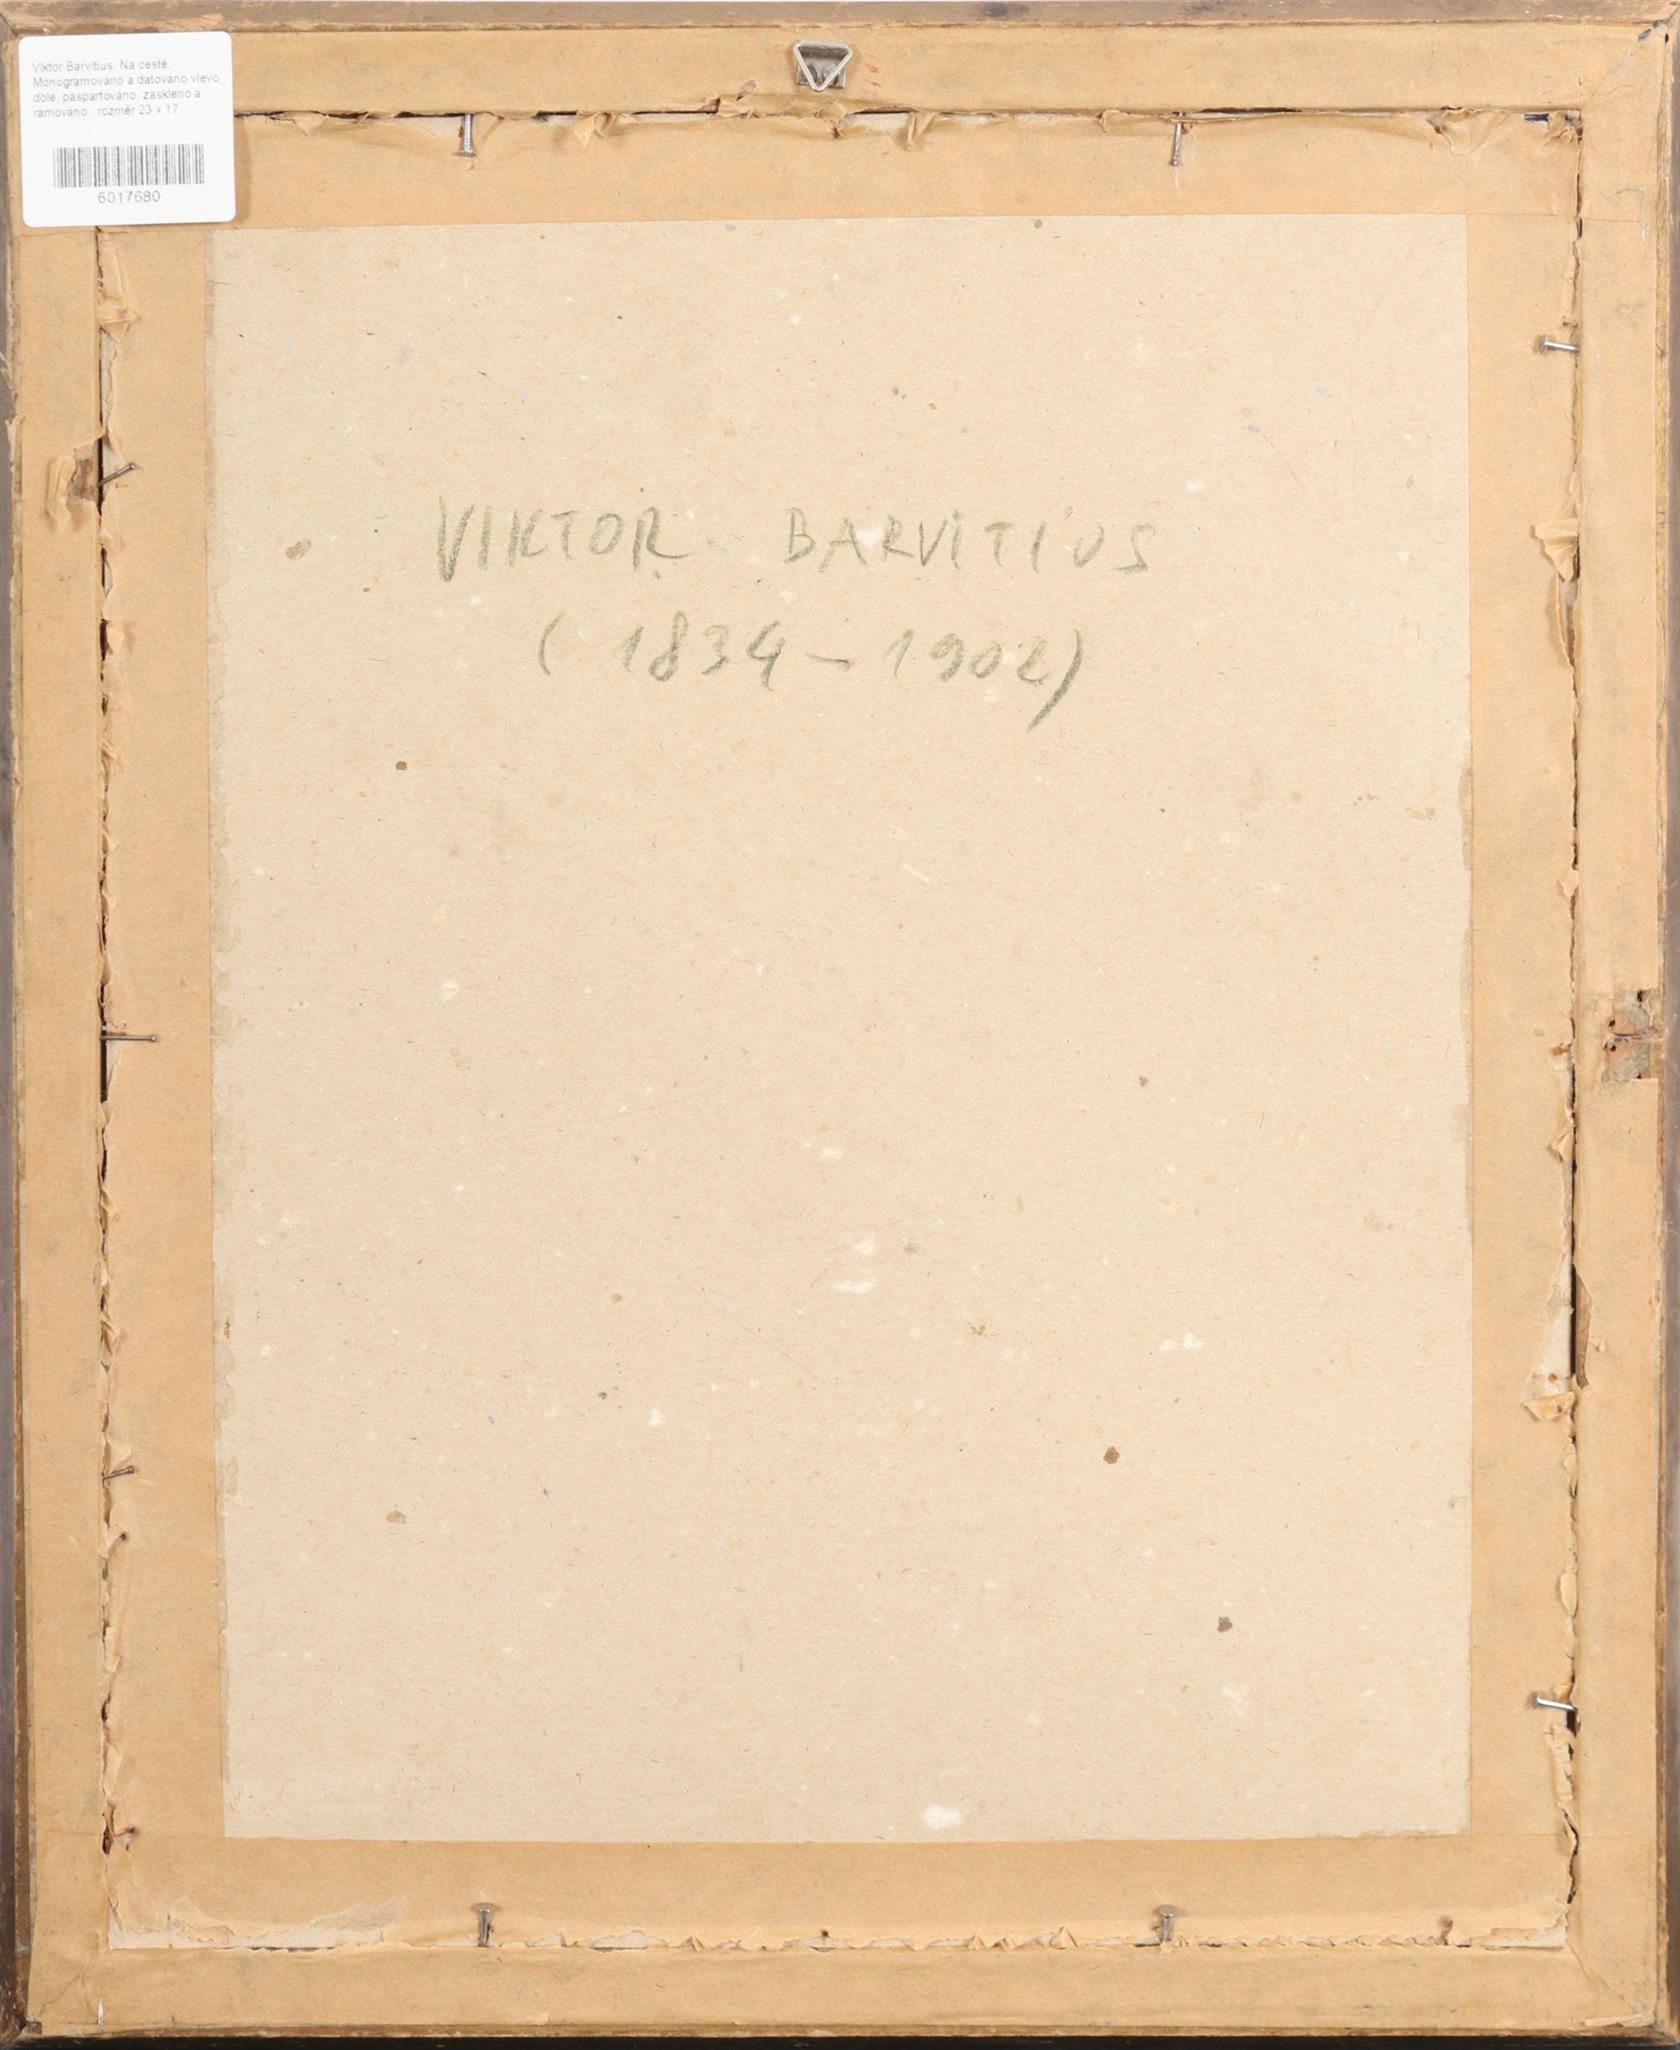 Viktor Barvitius, Na cestě,
Monogramováno a datováno vlevo
dole, paspartováno, zaskleno a
rámováno, , rozměr 23 x 17
6017680
VIKTOR BARVITIUS
( 1834 - 1902)